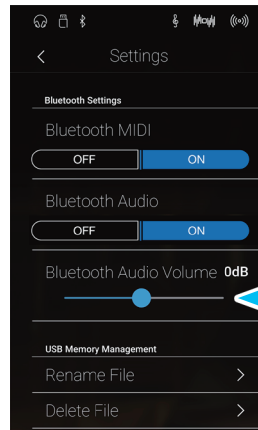 Settings
Bluetooth Settings
Bluetooth MIDI
OFF ON
Bluetooth Audio
OFF ON
Bluetooth Audio Volume 0dB
USB Memory Management
Rename File
Delete File